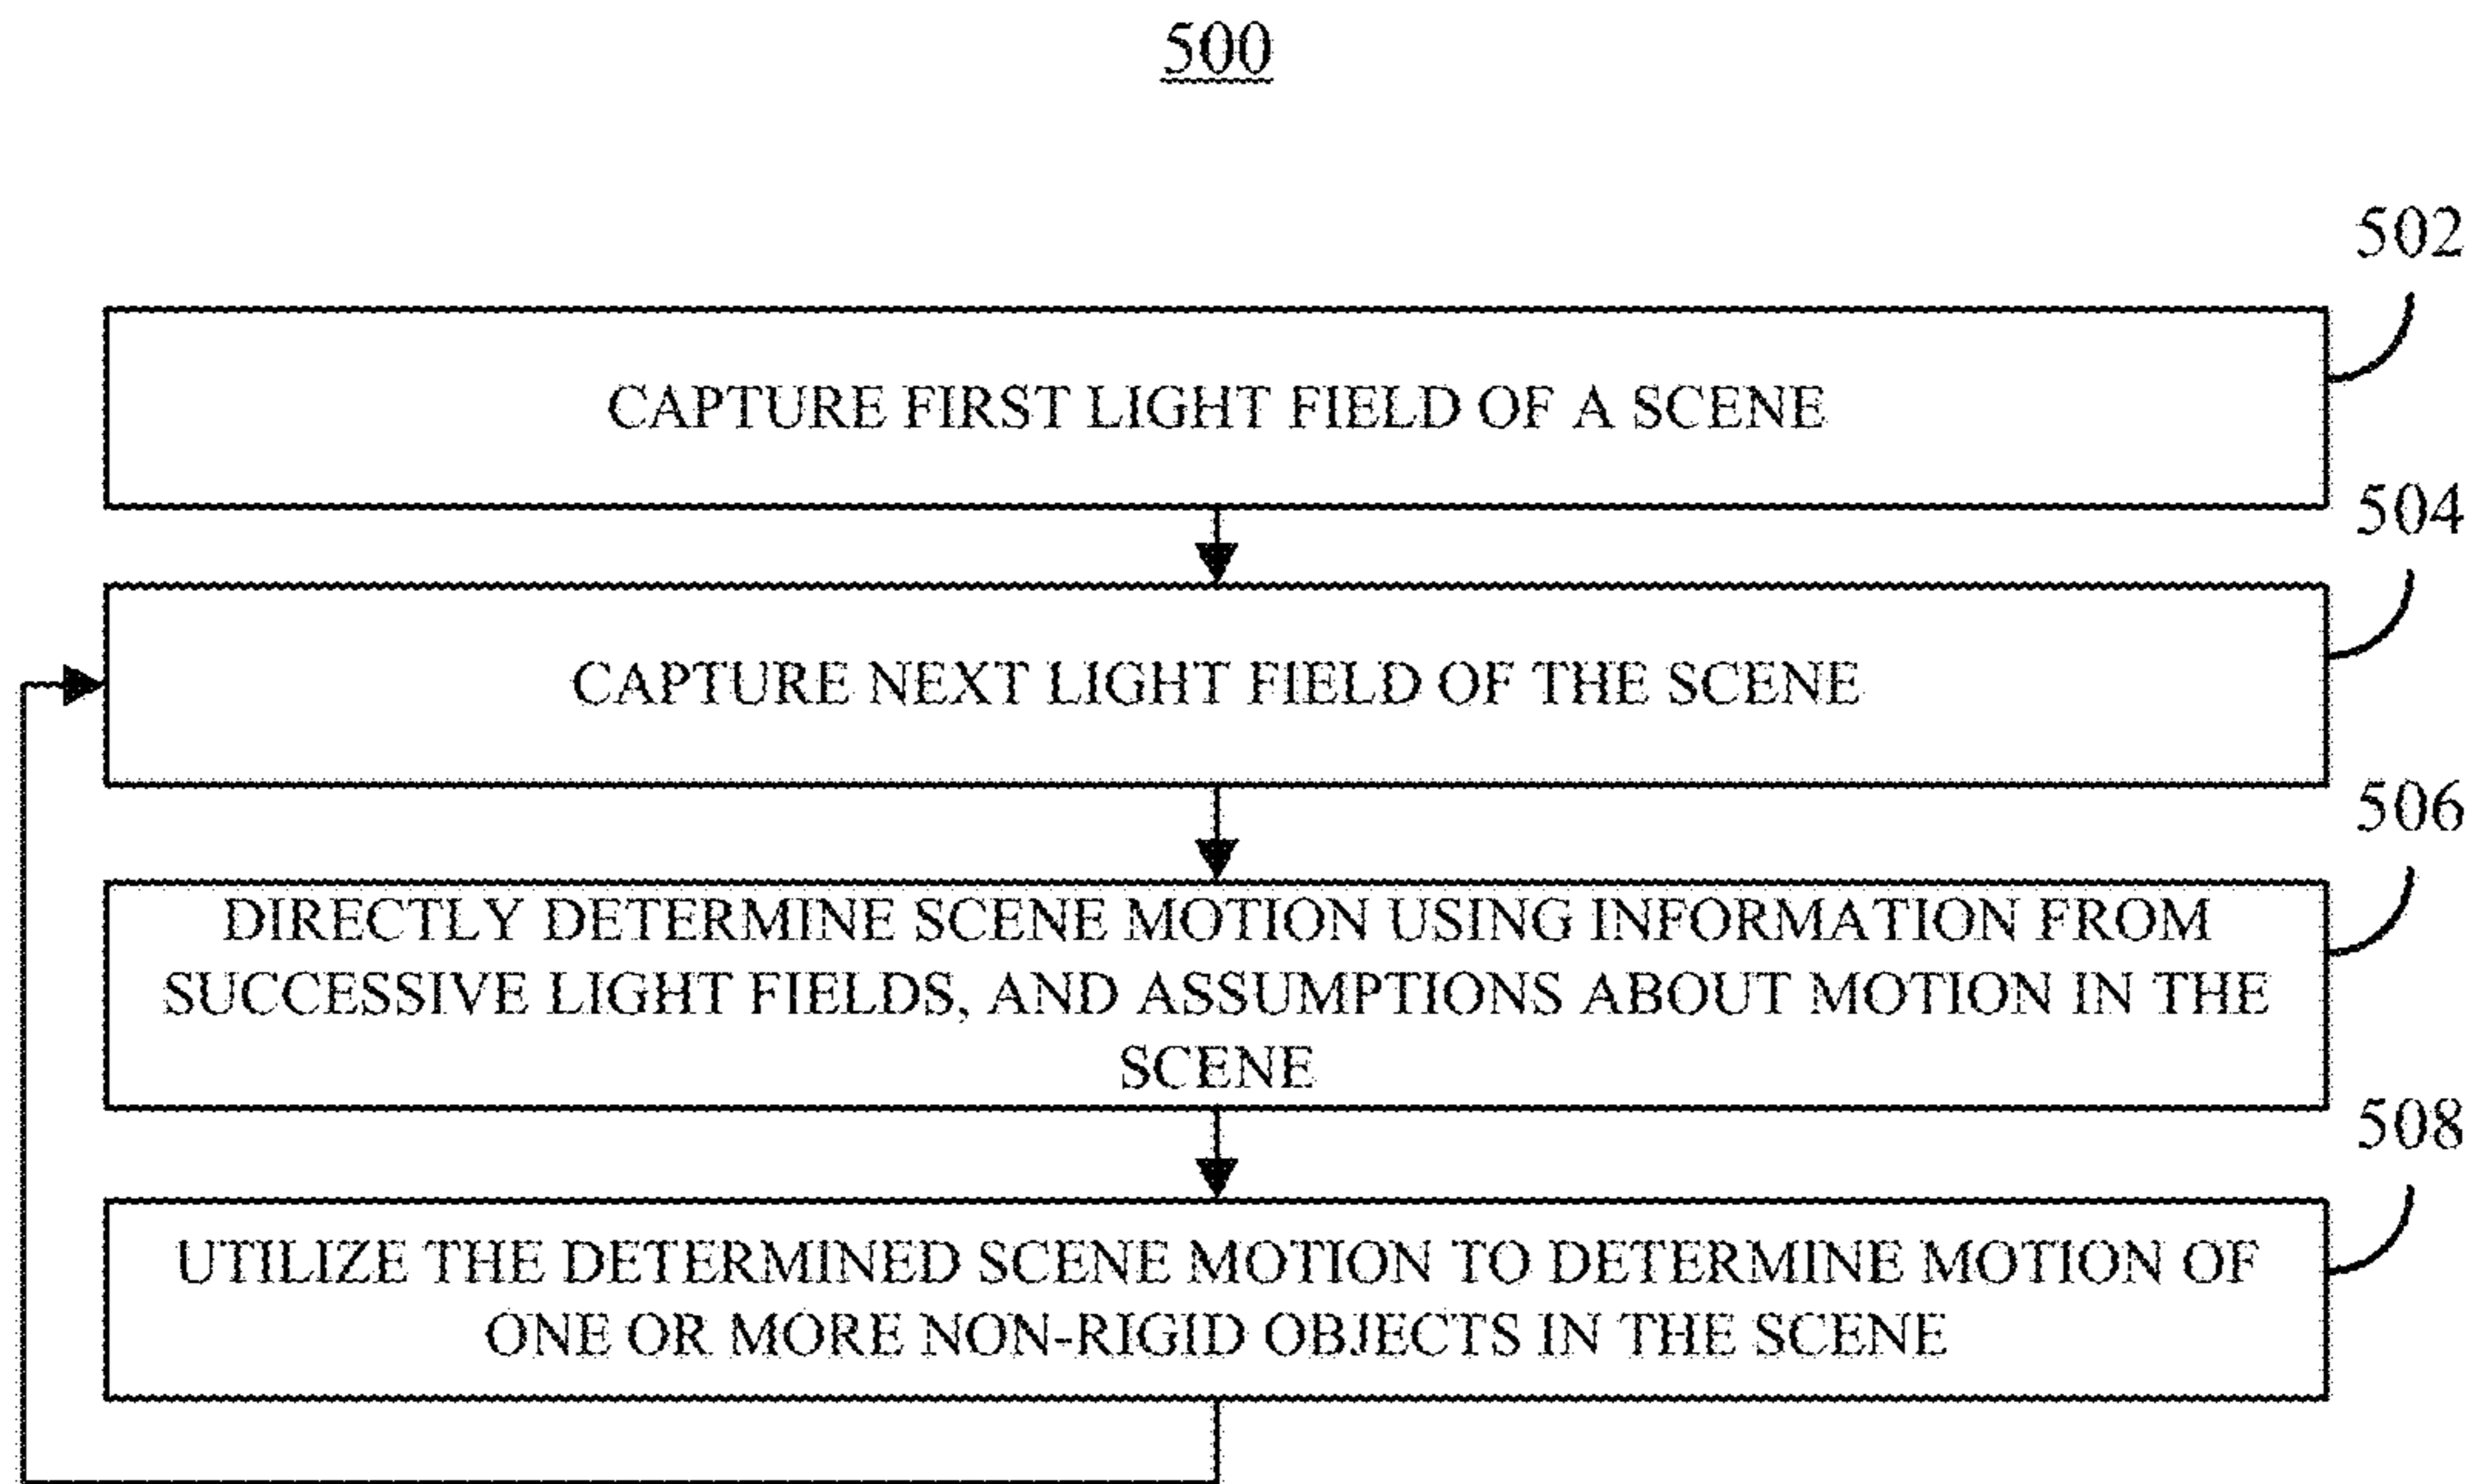 500
502
CAPTURE FIRST LIGHT FIELD OF A SCENE
504
CAPTURE NEXT LIGHT FIELD OF THE SCENE
506
DIRECTLY DETERMINE SCENE MOTION USING INFORMATION FROM
SUCCESSIVE LIGHT FIELDS, AND ASSUMPTIONS ABOUT MOTION IN THE
SCENE
508
UTILIZE THE DETERMINED SCENE MOTION TO DETERMINE MOTION OF
ONE OR MORE NON-RIGID OBJECTS IN THE SCENE